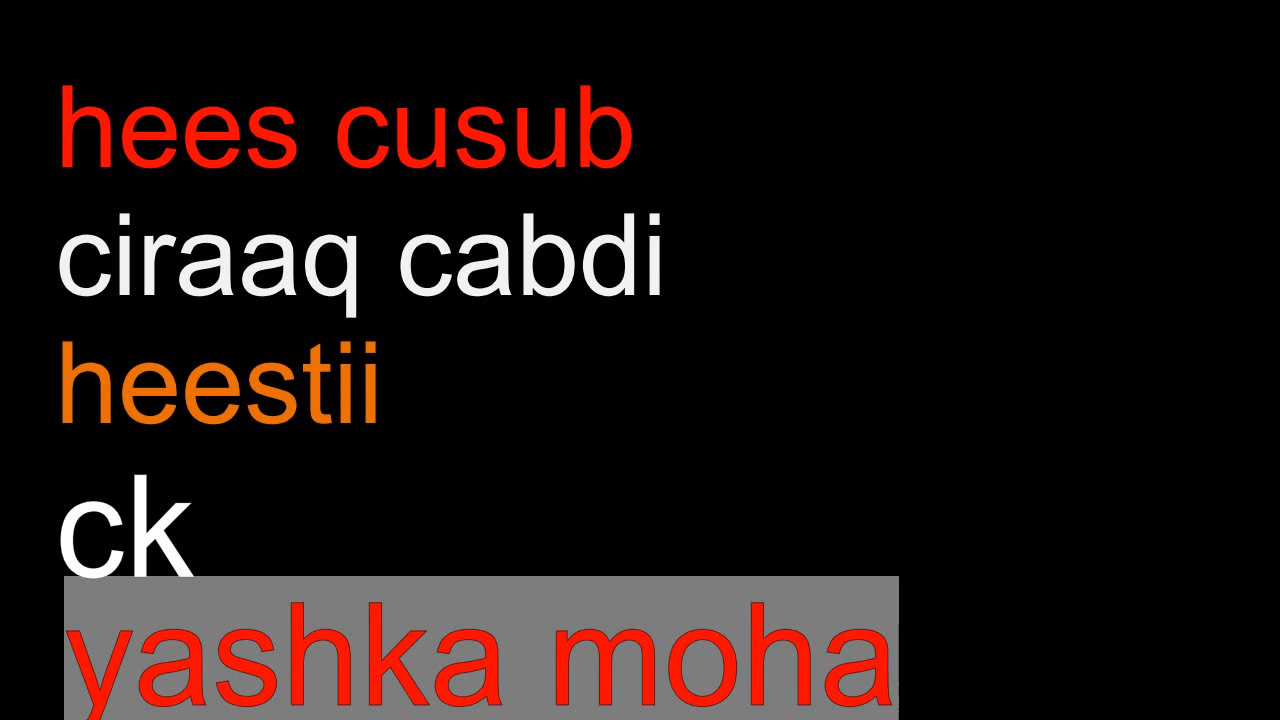 hees cusub
ciraaq cabdi
heestii
ck
yashka moha